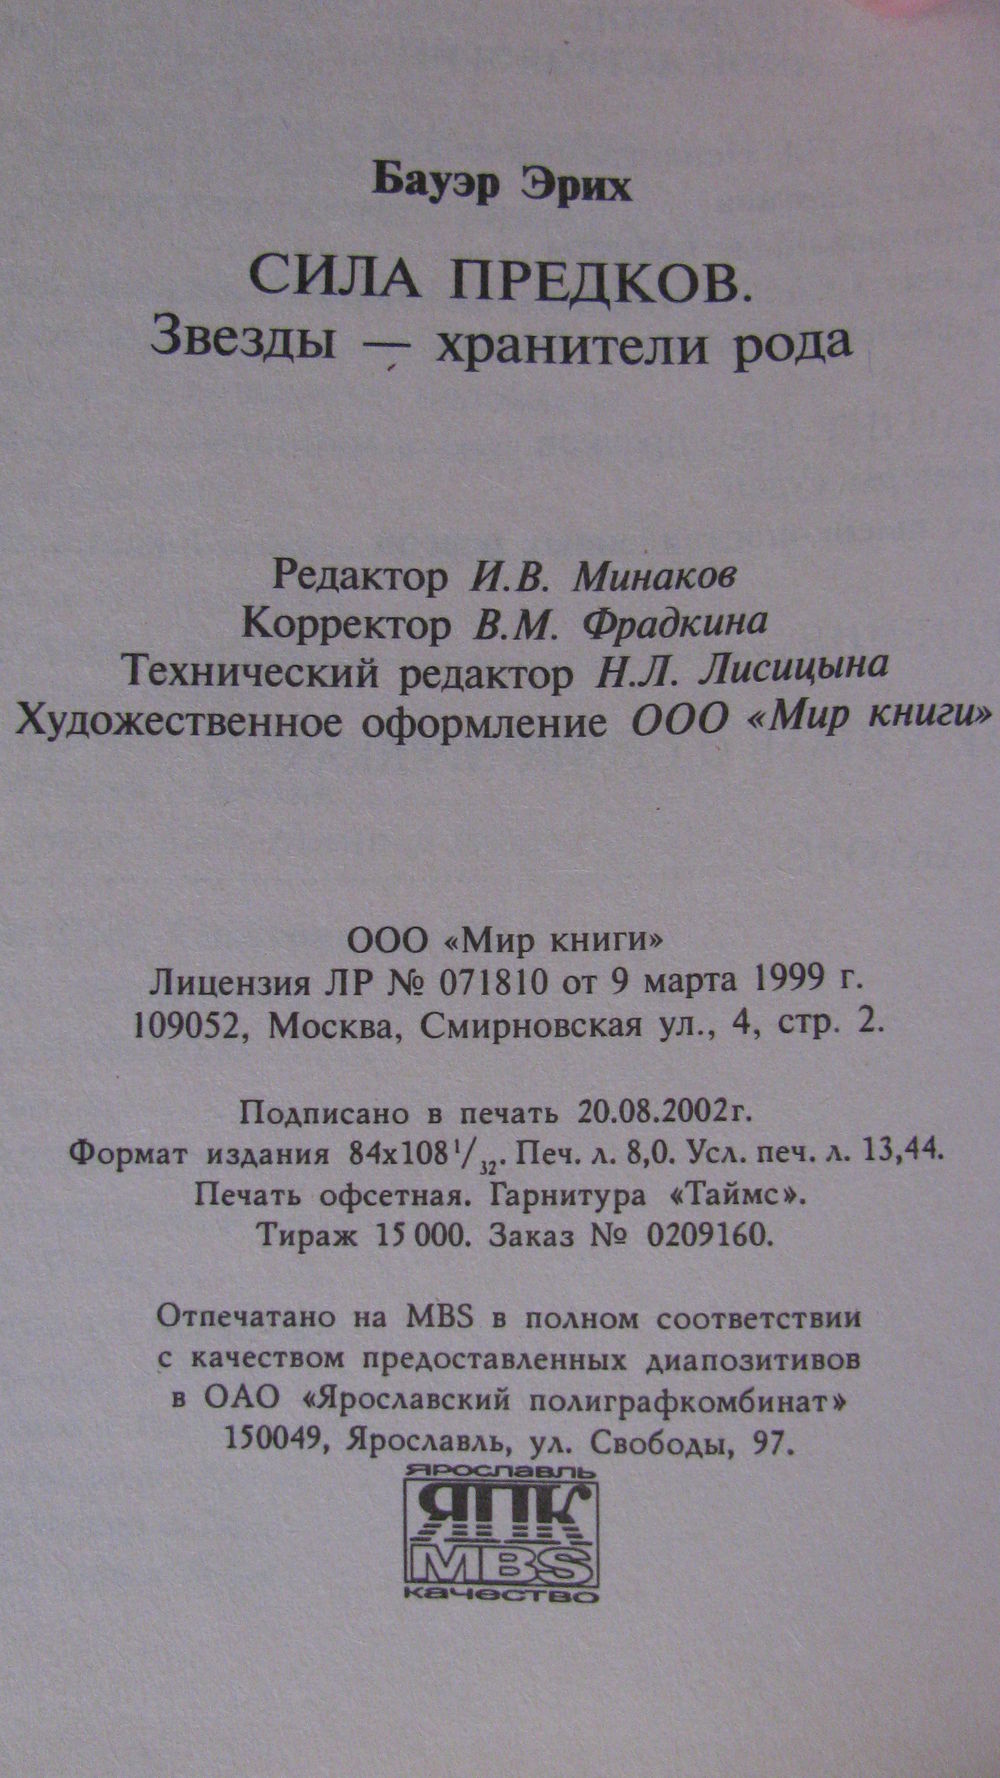 Бауэр Эрих
СИЛА ПРЕДКОВ.
Звезды — хранители рода
Редактор И.В. Минаков
Корректор В.М. Фрадкина
Технический редактор Н.Л. Лисицына
Художественное оформление ООО «Мир книги»
ООО «Мир книги»
Лицензия ЛР № 071810 от 9 марта 1999 г.
109052, Москва, Смирновская ул., 4, стр. 2.
Подписано в печать 20.08.2002г.
Формат издания 84x108 1/32. Печ. л. 8,0. Усл. печ. л. 13,44.
Печать офсетная. Гарнитура «Таймс».
Тираж 15 000. Заказ № 0209160.
Отпечатано на MBS в полном соответствии
с качеством предоставленных диапозитивов
в ОАО «Ярославский полиграфкомбинат»
150049, Ярославль, ул. Свободы, 97.
ЯРОСЛАВЛЬ
ЯПК
MBS
КАЧЕСТВО